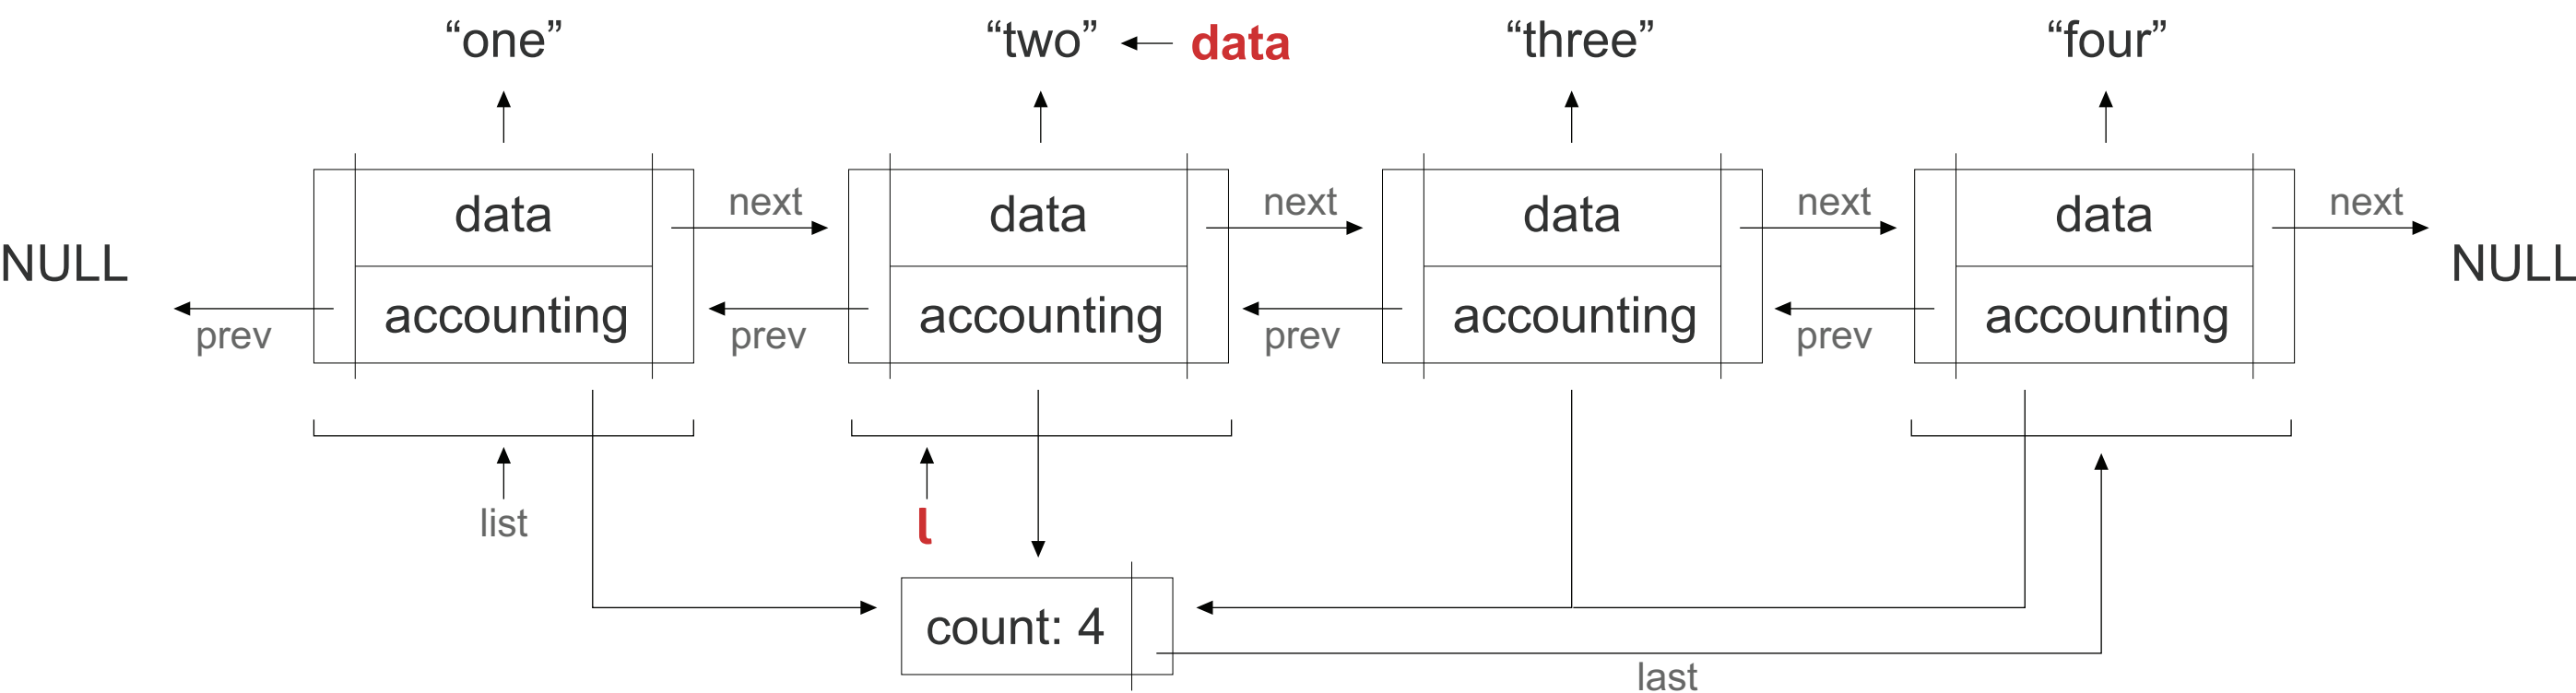 “one”
“two”
data
“three”
“four”
data
next
data
next
data
next
data
next
NULL
NULL
accounting
accounting
accounting
accounting
prev
prev
prev
prev
list
l
count: 4
last